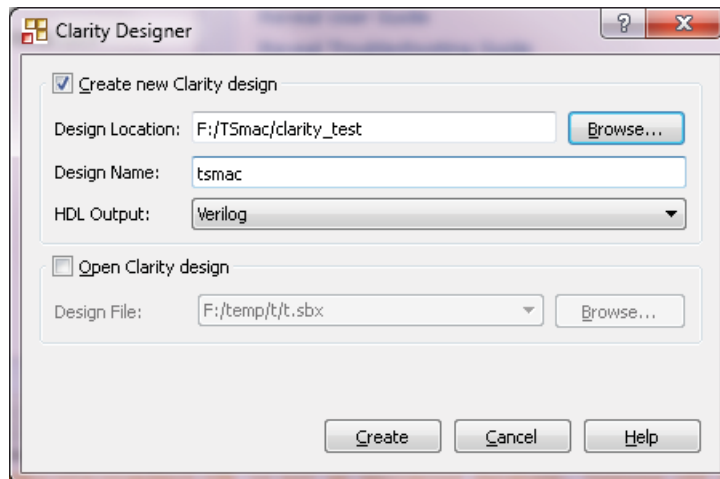 Clarity Designer
Create new Clarity design
Design Location: F:/TSmac/clarity_test Browse...
Design Name: tsmac
HDL Output: Verilog
Open Clarity design
Design File: F:/temp/t/t.sbx Browse...
Create Cancel Help